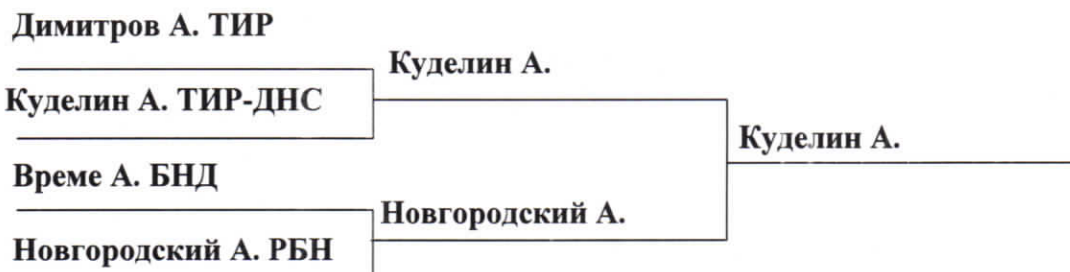 Димитров А. ТИР
Куделин А.
Куделин А. ТИР-ДНС
Куделин А.
Време А. БНД
Новгородский А.
Новгородский А. РБН